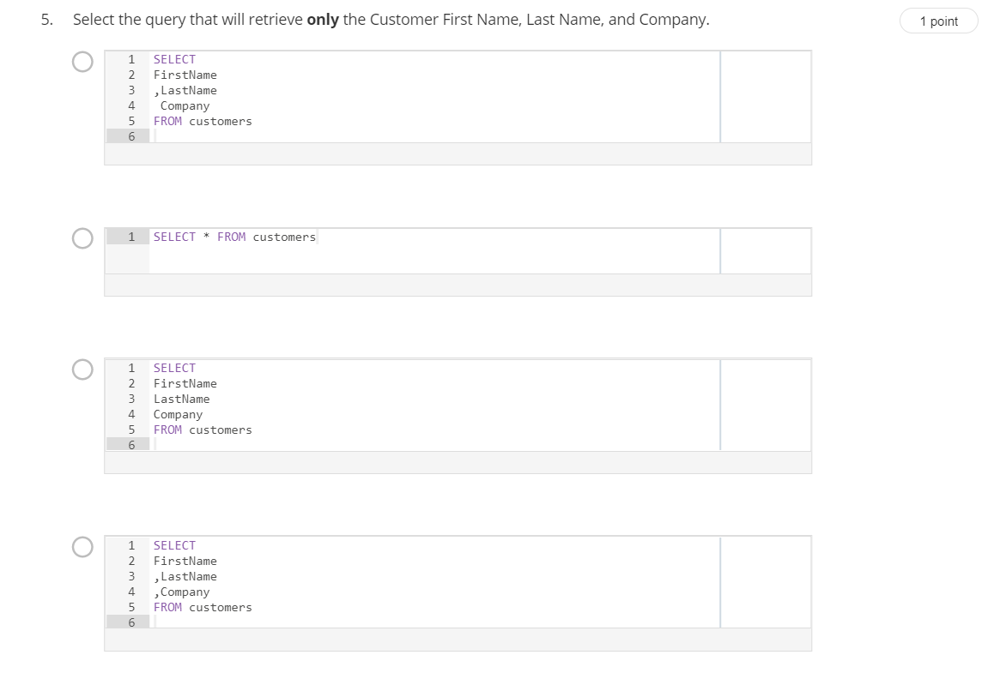 5. Select the query that will retrieve only the Customer First Name, Last Name, and Company.
1 point
1 SELECT
2 FirstName
3 ,LastName
4  Company
5 FROM customers
6
1 SELECT * FROM customers
1 SELECT
2 FirstName
3 LastName
4 Company
5 FROM customers
6
1 SELECT
2 FirstName
3 ,LastName
4 ,Company
5 FROM customers
6